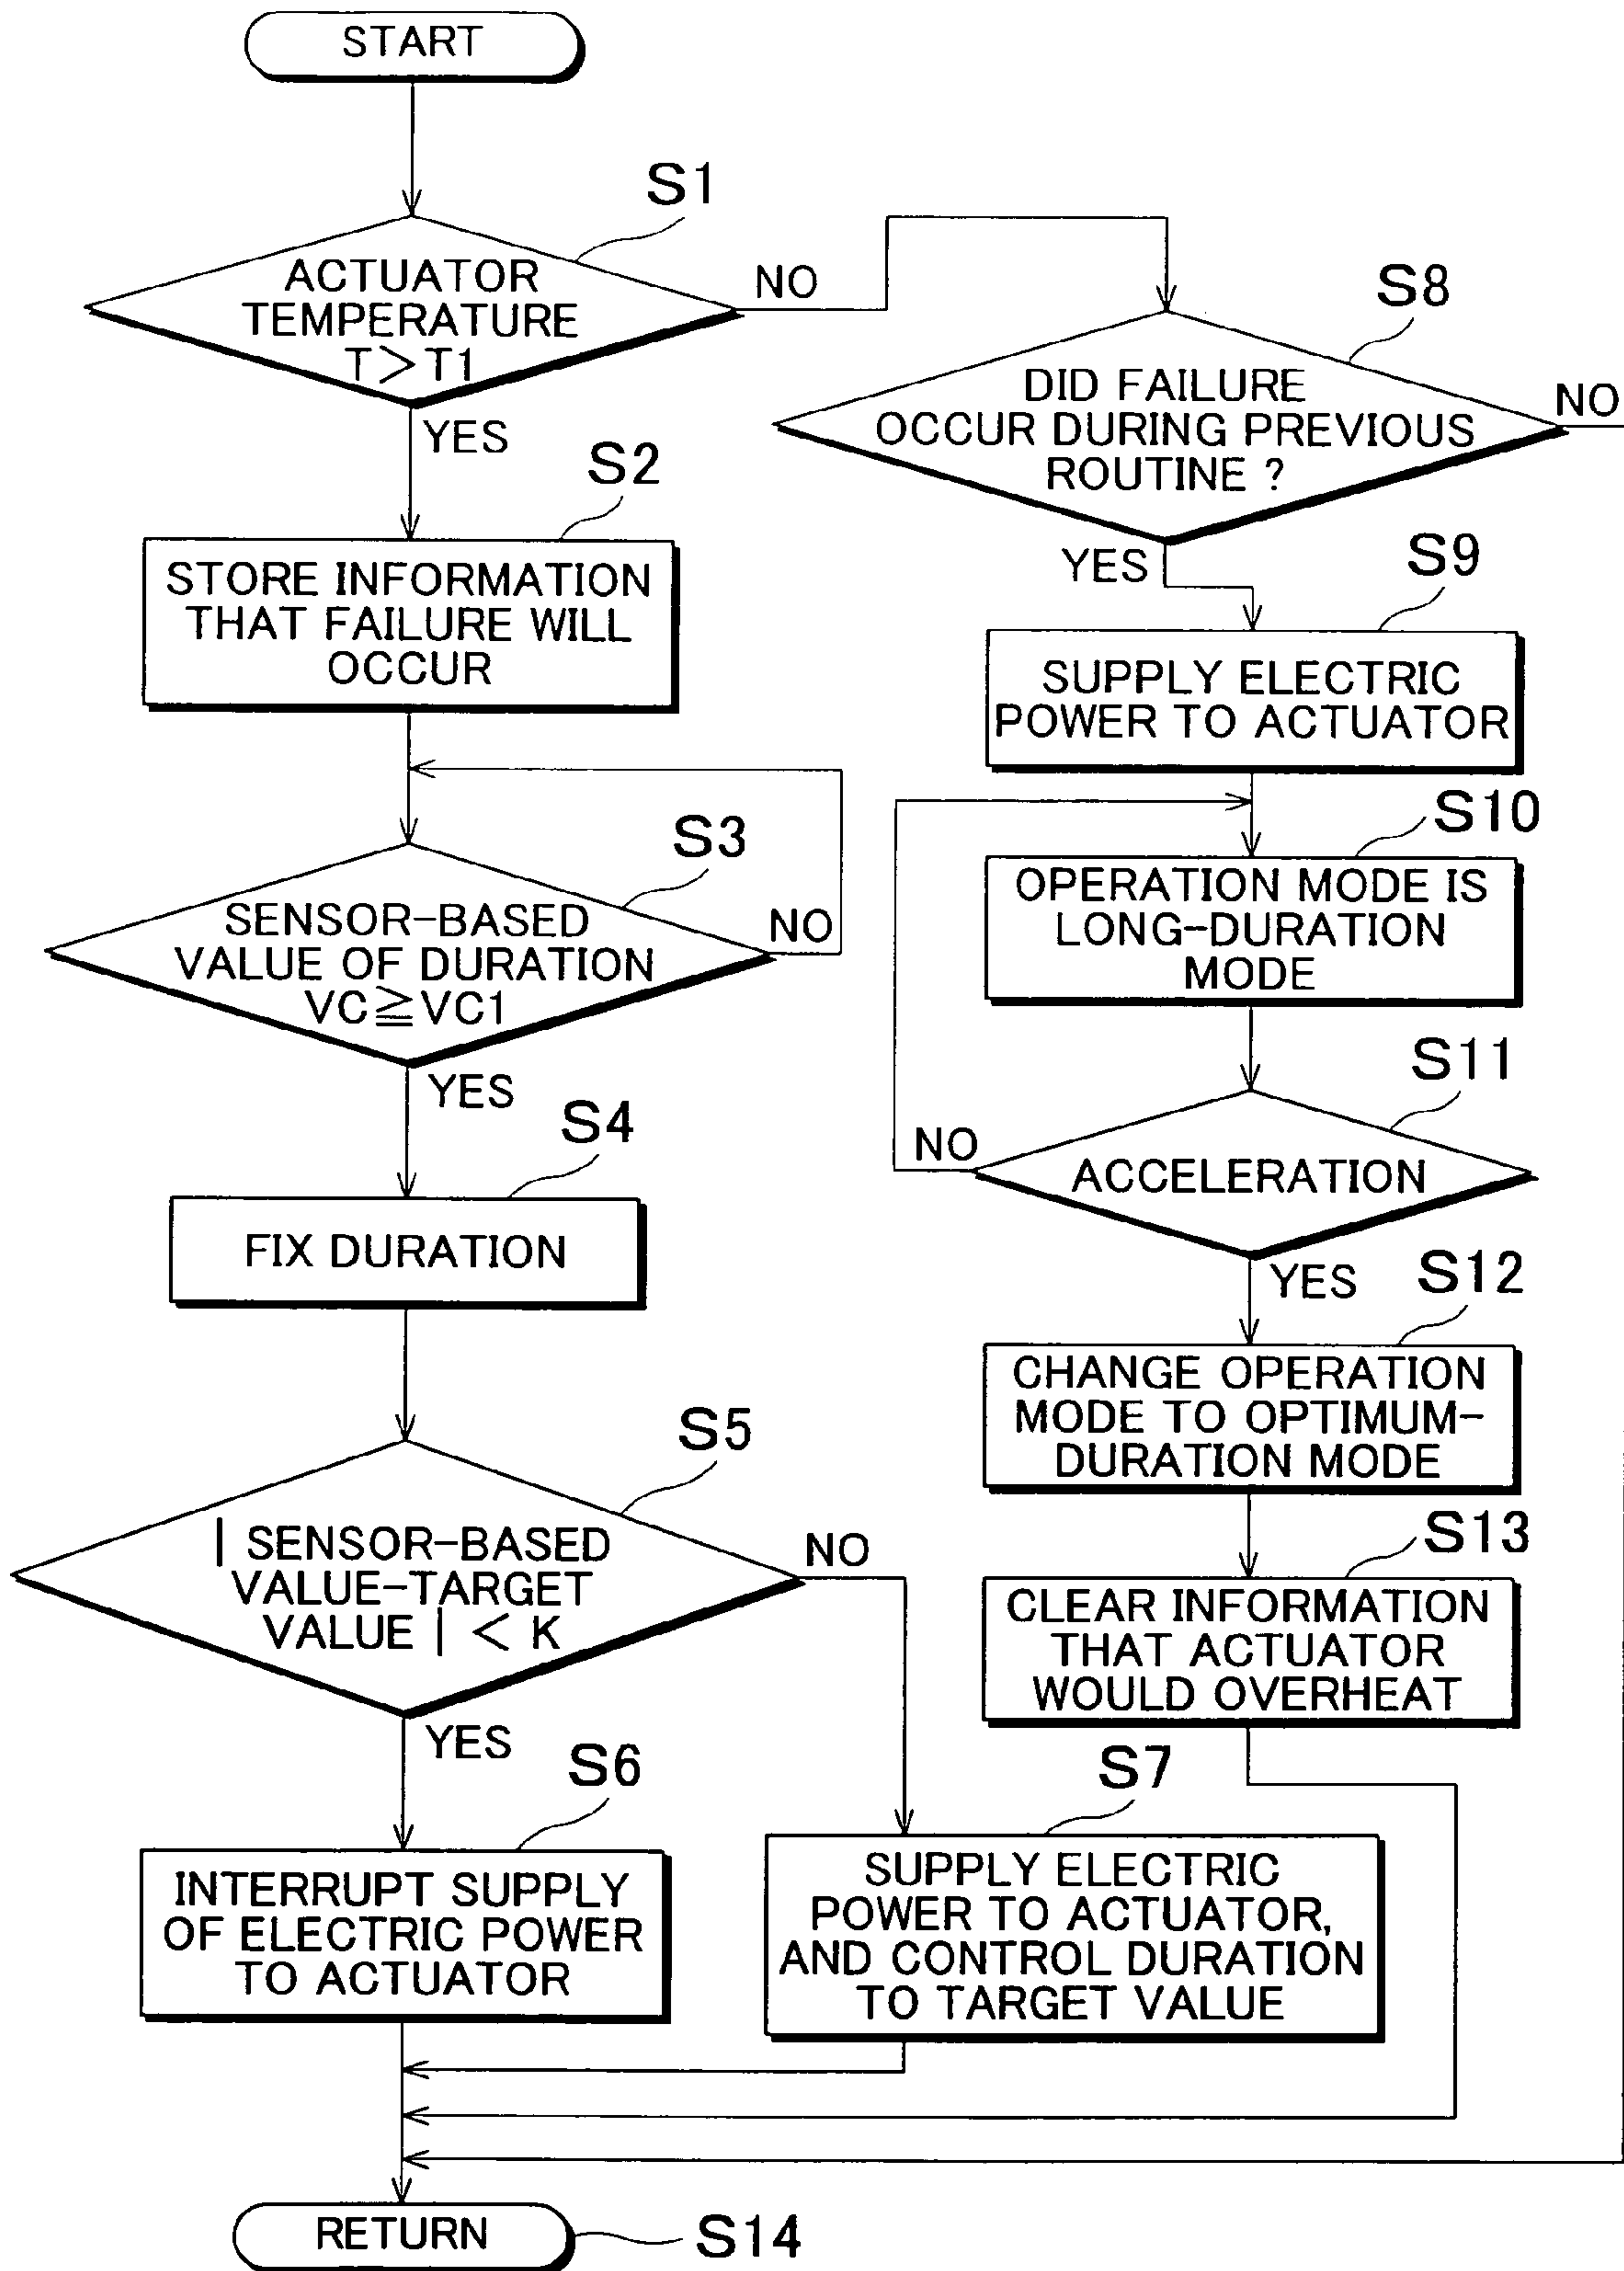 START
S1
ACTUATOR
TEMPERATURE
T>T1
NO
YES
S2
STORE INFORMATION
THAT FAILURE WILL
OCCUR
S3
SENSOR-BASED
VALUE OF DURATION
VC≧VC1
NO
YES
S4
FIX DURATION
S5
| SENSOR-BASED
VALUE-TARGET
VALUE | < K
NO
YES
S6
INTERRUPT SUPPLY
OF ELECTRIC POWER
TO ACTUATOR
S7
SUPPLY ELECTRIC
POWER TO ACTUATOR,
AND CONTROL DURATION
TO TARGET VALUE
S8
DID FAILURE
OCCUR DURING PREVIOUS
ROUTINE ?
NO
YES
S9
SUPPLY ELECTRIC
POWER TO ACTUATOR
S10
OPERATION MODE IS
LONG-DURATION
MODE
S11
ACCELERATION
NO
YES
S12
CHANGE OPERATION
MODE TO OPTIMUM-
DURATION MODE
S13
CLEAR INFORMATION
THAT ACTUATOR
WOULD OVERHEAT
RETURN
S14